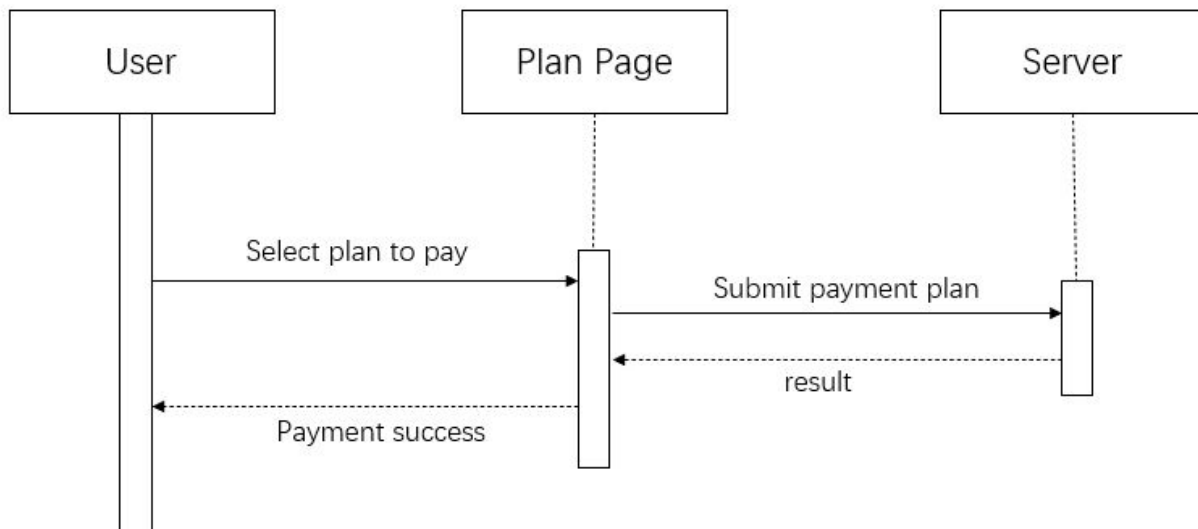 User
Plan Page
Server
Select plan to pay
Submit payment plan
result
Payment success